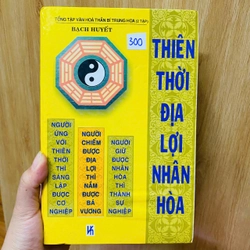 TỔNG TẬP VĂN HOÁ THẦN BÍ TRUNG HOA (2 TẬP)
BẠCH HUYẾT
300
THIÊN
THỜI
ĐỊA
LỢI
NHÂN
HÒA
NGƯỜI
ỨNG
VỚI
THIÊN
THỜI
THÌ
SÁNG
LẬP
ĐƯỢC
CƠ
NGHIỆP
NGƯỜI
CHIẾM
ĐƯỢC
ĐỊA
LỢI
THÌ
NẮM
ĐƯỢC
BÁ
VƯƠNG
NGƯỜI
GIỮ
ĐƯỢC
NHÂN
HÒA
THÌ
THÀNH
SỰ
NGHIỆP